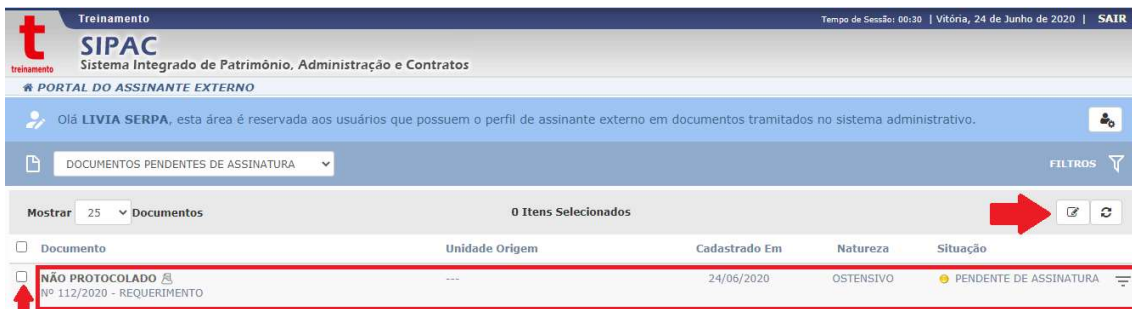 Treinamento
Tempo de Sessão: 00:30 | Vitória, 24 de Junho de 2020 | SAIR
t
treinamento
SIPAC
Sistema Integrado de Patrimônio, Administração e Contratos
PORTAL DO ASSINANTE EXTERNO
Olá LIVIA SERPA, esta área é reservada aos usuários que possuem o perfil de assinante externo em documentos tramitados no sistema administrativo.
DOCUMENTOS PENDENTES DE ASSINATURA
FILTROS
Mostrar 25 Documentos
0 Itens Selecionados
Documento Unidade Origem Cadastrado Em Natureza Situação
NÃO PROTOCOLADO --- 24/06/2020 OSTENSIVO PENDENTE DE ASSINATURA
Nº 112/2020 - REQUERIMENTO